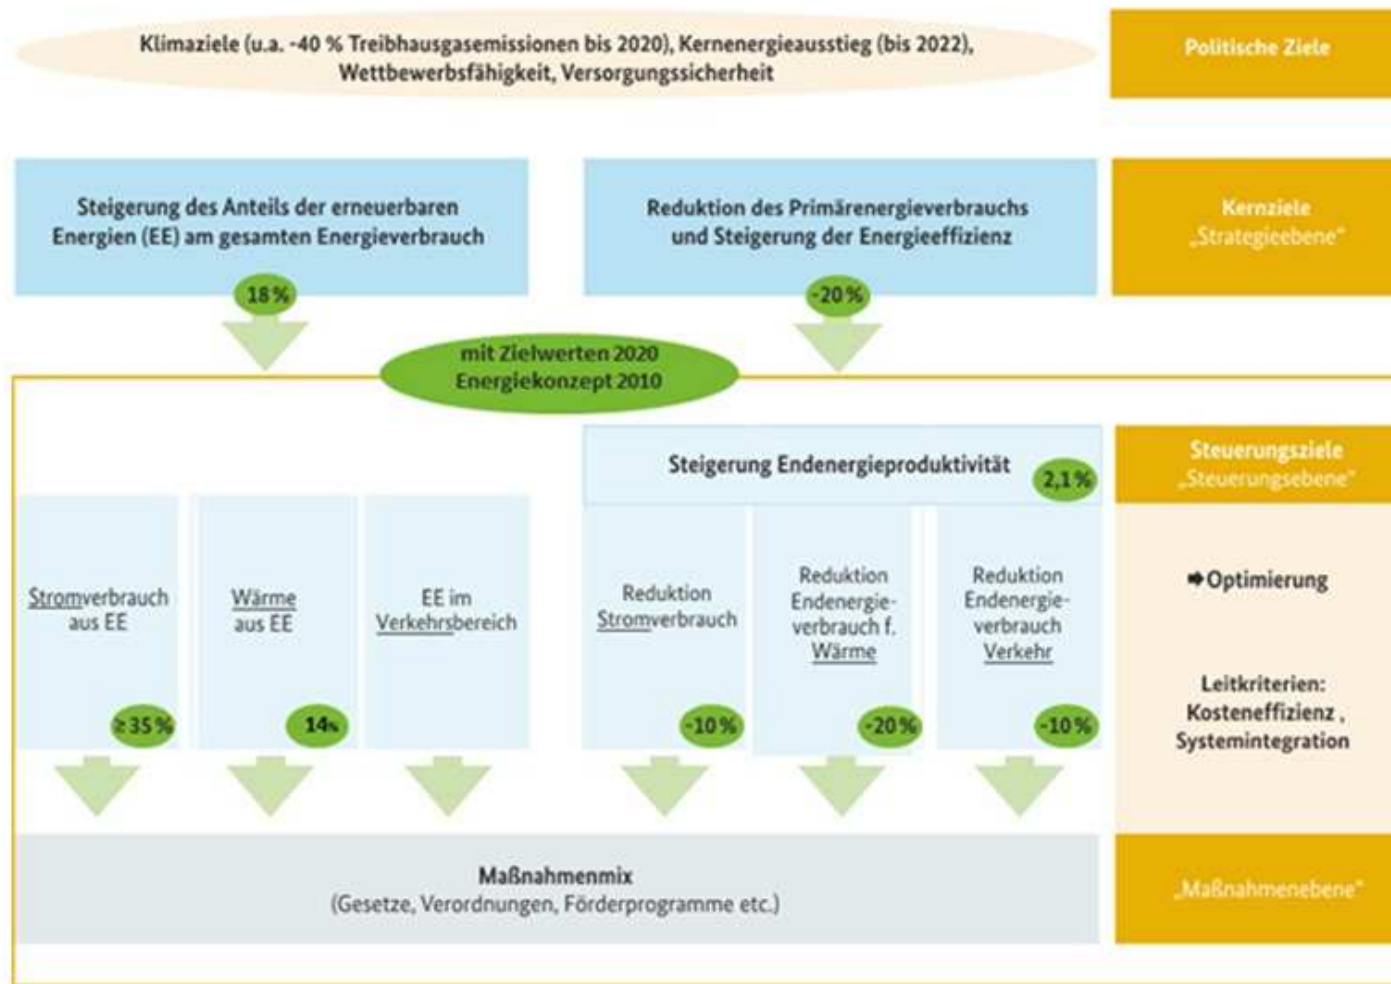 Klimaziele (u.a. -40 % Treibhausgasemissionen bis 2020), Kernenergieausstieg (bis 2022),
Wettbewerbsfähigkeit, Versorgungssicherheit
Politische Ziele
Steigerung des Anteils der erneuerbaren
Energien (EE) am gesamten Energieverbrauch
18 %
Reduktion des Primärenergieverbrauchs
und Steigerung der Energieeffizienz
-20 %
Kernziele
„Strategieebene“
mit Zielwerten 2020
Energiekonzept 2010
Steigerung Endenergieproduktivität
2,1 %
Steuerungsziele
„Steuerungsebene“
Stromverbrauch
aus EE
≥ 35 %
Wärme
aus EE
14%
EE im
Verkehrsbereich
Reduktion
Stromverbrauch
-10 %
Reduktion
Endenergie-
verbrauch f.
Wärme
-20 %
Reduktion
Endenergie-
verbrauch
Verkehr
-10 %
➡Optimierung
Leitkriterien:
Kosteneffizienz ,
Systemintegration
Maßnahmenmix
(Gesetze, Verordnungen, Förderprogramme etc.)
„Maßnahmenebene“